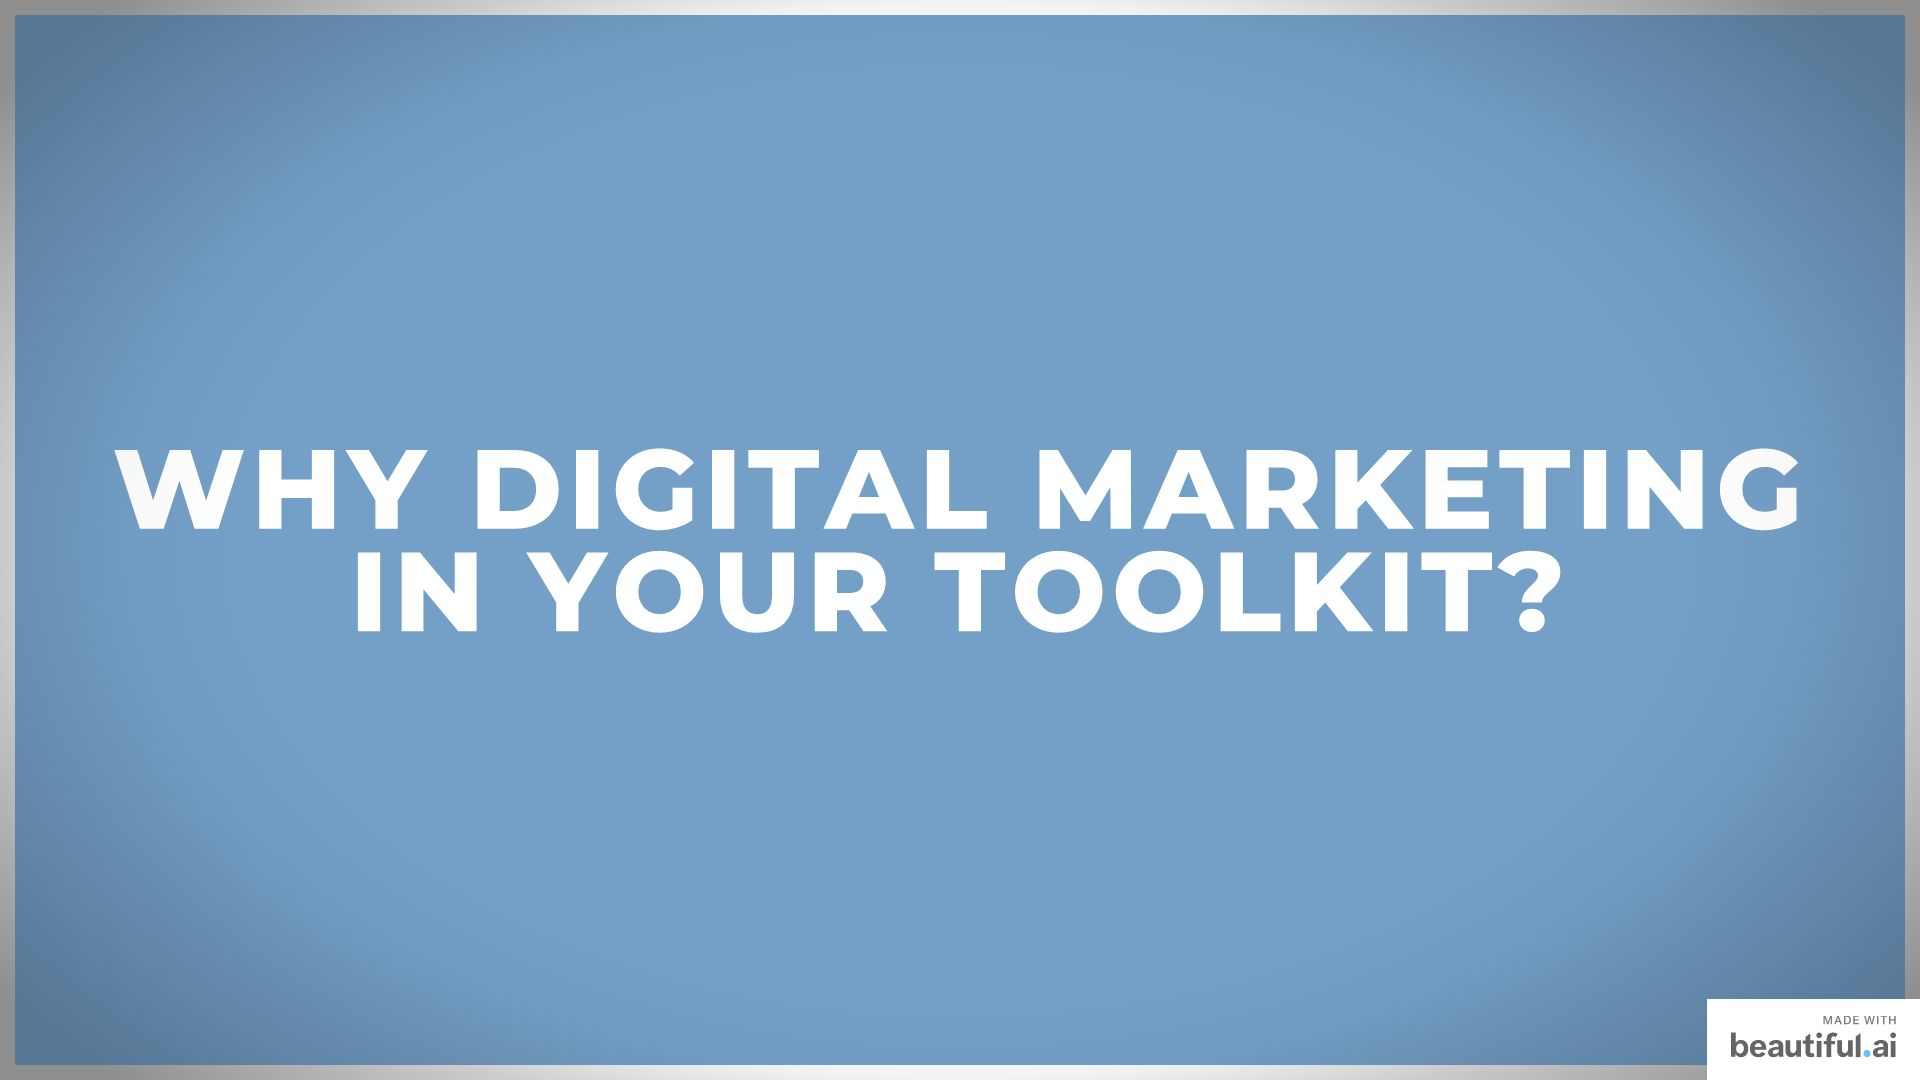 WHY DIGITAL MARKETING
IN YOUR TOOLKIT?
MADE WITH
beautiful.ai